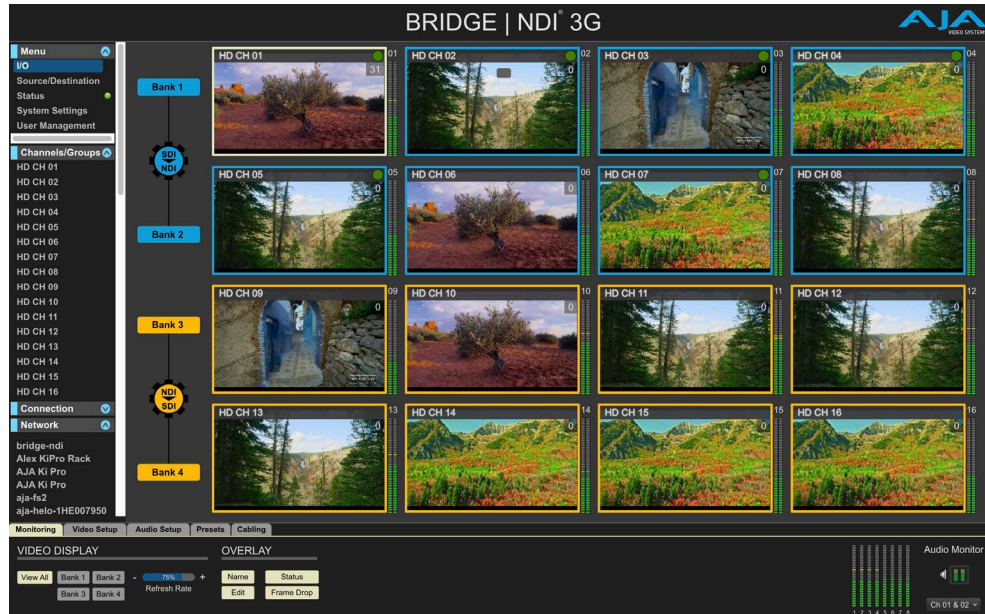 BRIDGE | NDI® 3G
AJA
VIDEO SYSTEMS
Menu
I/O
Source/Destination
Status
System Settings
User Management
Channels/Groups
HD CH 01
HD CH 02
HD CH 03
HD CH 04
HD CH 05
HD CH 06
HD CH 07
HD CH 08
HD CH 09
HD CH 10
HD CH 11
HD CH 12
HD CH 13
HD CH 14
HD CH 15
HD CH 16
Connection
Network
bridge-ndi
Alex KiPro Rack
AJA Ki Pro
AJA Ki Pro
aja-fs2
aja-helo-1HE007950
Bank 1
SDI
NDI
Bank 2
Bank 3
NDI
SDI
Bank 4
HD CH 01 31 01
HD CH 02 0 02
HD CH 03 0 03
HD CH 04 0 04
HD CH 05 0 05
HD CH 06 0 06
HD CH 07 0 07
HD CH 08 0 08
HD CH 09 0 09
HD CH 10 0 10
HD CH 11 0 11
HD CH 12 0 12
HD CH 13 0 13
HD CH 14 0 14
HD CH 15 0 15
HD CH 16 0 16
Monitoring Video Setup Audio Setup Presets Cabling
VIDEO DISPLAY
View All Bank 1 Bank 2 - 75% +
Bank 3 Bank 4 Refresh Rate
OVERLAY
Name Status
Edit Frame Drop
1 2 3 4 5 6 7 8
Audio Monitor
Ch 01 & 02